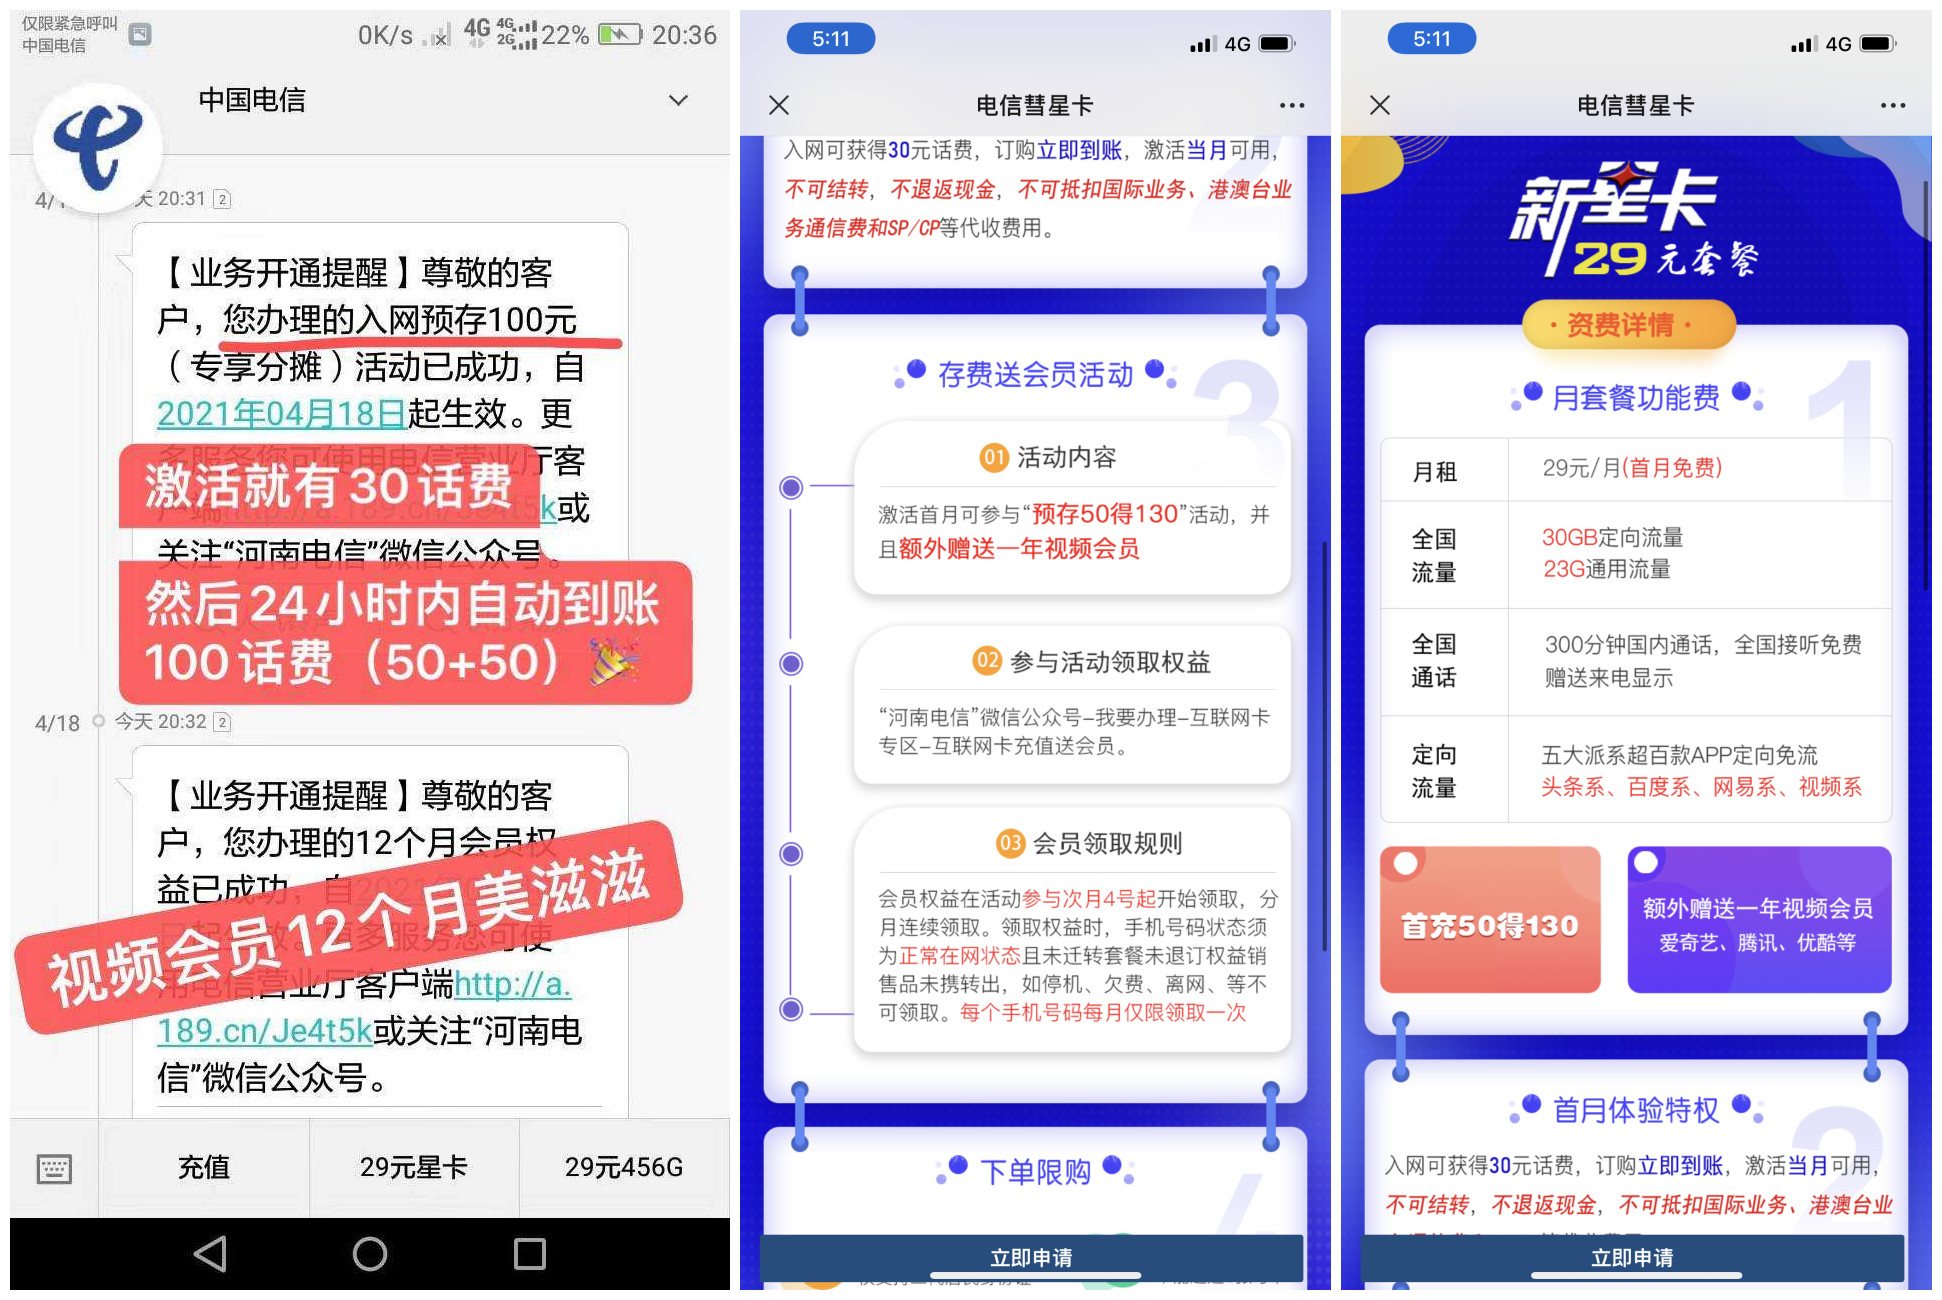 仅限紧急呼叫
中国电信
0K/s
4G
4G
2G
22%
20:36
中国电信
天 20:31 2
【业务开通提醒】尊敬的客
户，您办理的入网预存100元
（专享分摊）活动已成功，自
2021年04月18日起生效。更
厅客
激活就有30话费
k或
关注“河南电信”微信公众号。
然后24小时内自动到账
100话费（50+50）
4/18 今天 20:32 2
【业务开通提醒】尊敬的客
户，您办理的12个月会员权
益已成功，
视频会员12个月美滋滋
用电信营业厅客户端http://a.
189.cn/Je4t5k或关注“河南电
信”微信公众号。
充值
29元星卡
29元456G
5:11
4G
电信彗星卡
入网可获得30元话费，订购立即到账，激活当月可用，
不可结转，不退返现金，不可抵扣国际业务、港澳台业
务通信费和SP/CP等代收费用。
3
存费送会员活动
01 活动内容
激活首月可参与“预存50得130”活动，并
且额外赠送一年视频会员
02 参与活动领取权益
“河南电信”微信公众号-我要办理-互联网卡
专区-互联网卡充值送会员。
03 会员领取规则
会员权益在活动参与次月4号起开始领取，分
月连续领取。领取权益时，手机号码状态须
为正常在网状态且未迁转套餐未退订权益销
售品未携转出，如停机、欠费、离网、等不
可领取。每个手机号码每月仅限领取一次
下单限购
立即申请
5:11
4G
电信彗星卡
新星卡
29元套餐
·资费详情·
1
月套餐功能费
月租 29元/月(首月免费)
全国
流量
30GB定向流量
23G通用流量
全国
通话
300分钟国内通话，全国接听免费
赠送来电显示
定向
流量
五大派系超百款APP定向免流
头条系、百度系、网易系、视频系
首充50得130
额外赠送一年视频会员
爱奇艺、腾讯、优酷等
2
首月体验特权
入网可获得30元话费，订购立即到账，激活当月可用，
不可结转，不退返现金，不可抵扣国际业务、港澳台业
立即申请